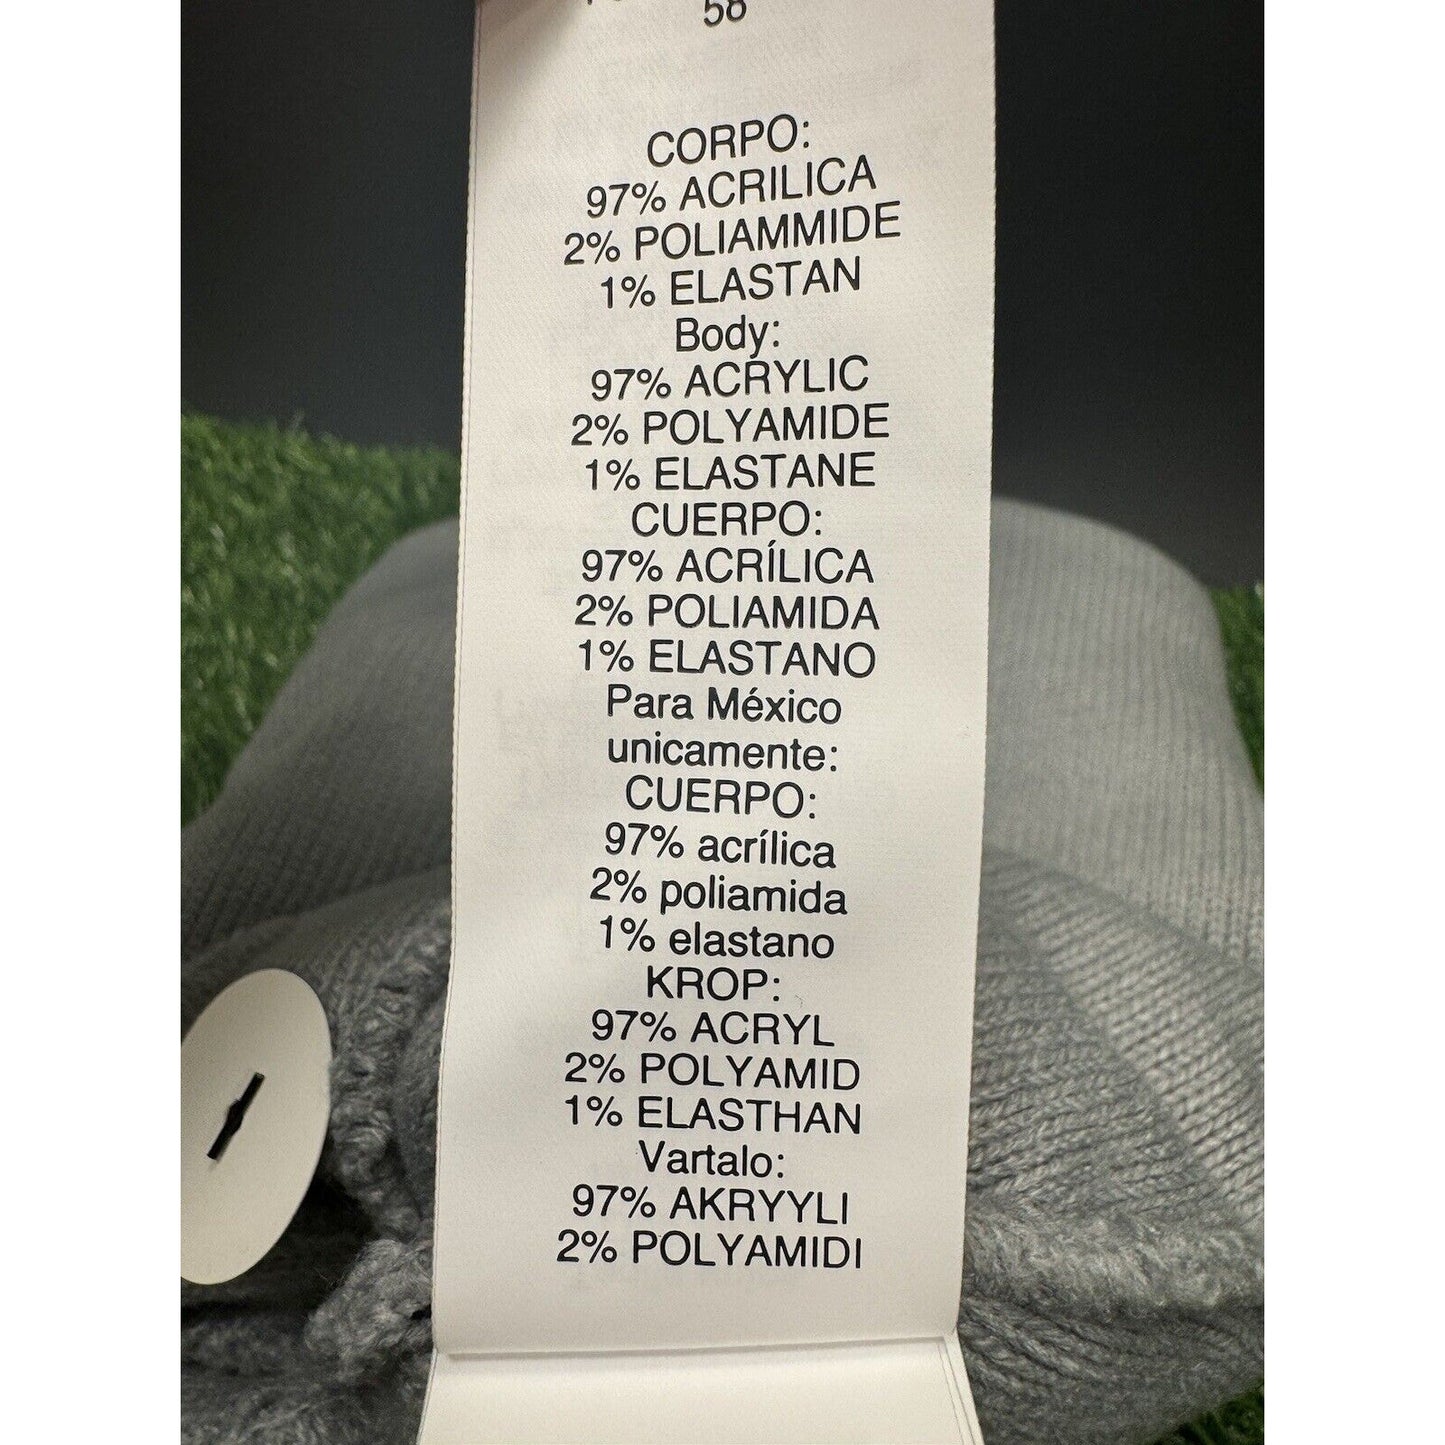 58
CORPO:
97% ACRILICA
2% POLIAMMIDE
1% ELASTAN
Body:
97% ACRYLIC
2% POLYAMIDE
1% ELASTANE
CUERPO:
97% ACRÍLICA
2% POLIAMIDA
1% ELASTANO
Para México
unicamente:
CUERPO:
97% acrílica
2% poliamida
1% elastano
KROP:
97% ACRYL
2% POLYAMID
1% ELASTHAN
Vartalo:
97% AKRYYLI
2% POLYAMIDI